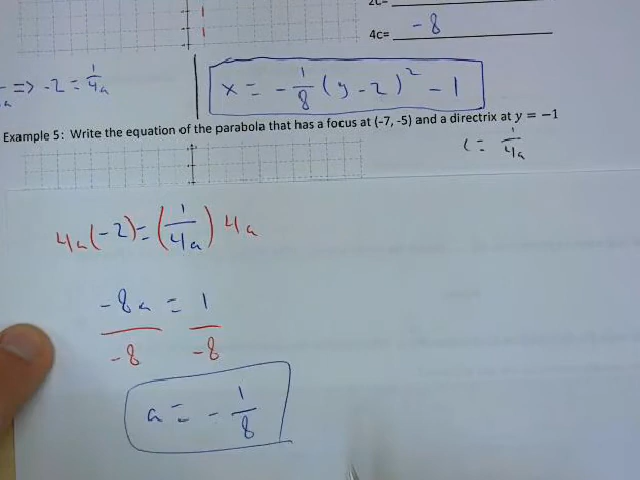 4c= -8
=> -2 = 1/4a
x = -1/8 (y - 2)² - 1
Example 5: Write the equation of the parabola that has a focus at (-7, -5) and a directrix at y = −1
c = 1/4a
4a(-2) = (1/4a) 4a
-8a = 1
-8 -8
a = - 1/8